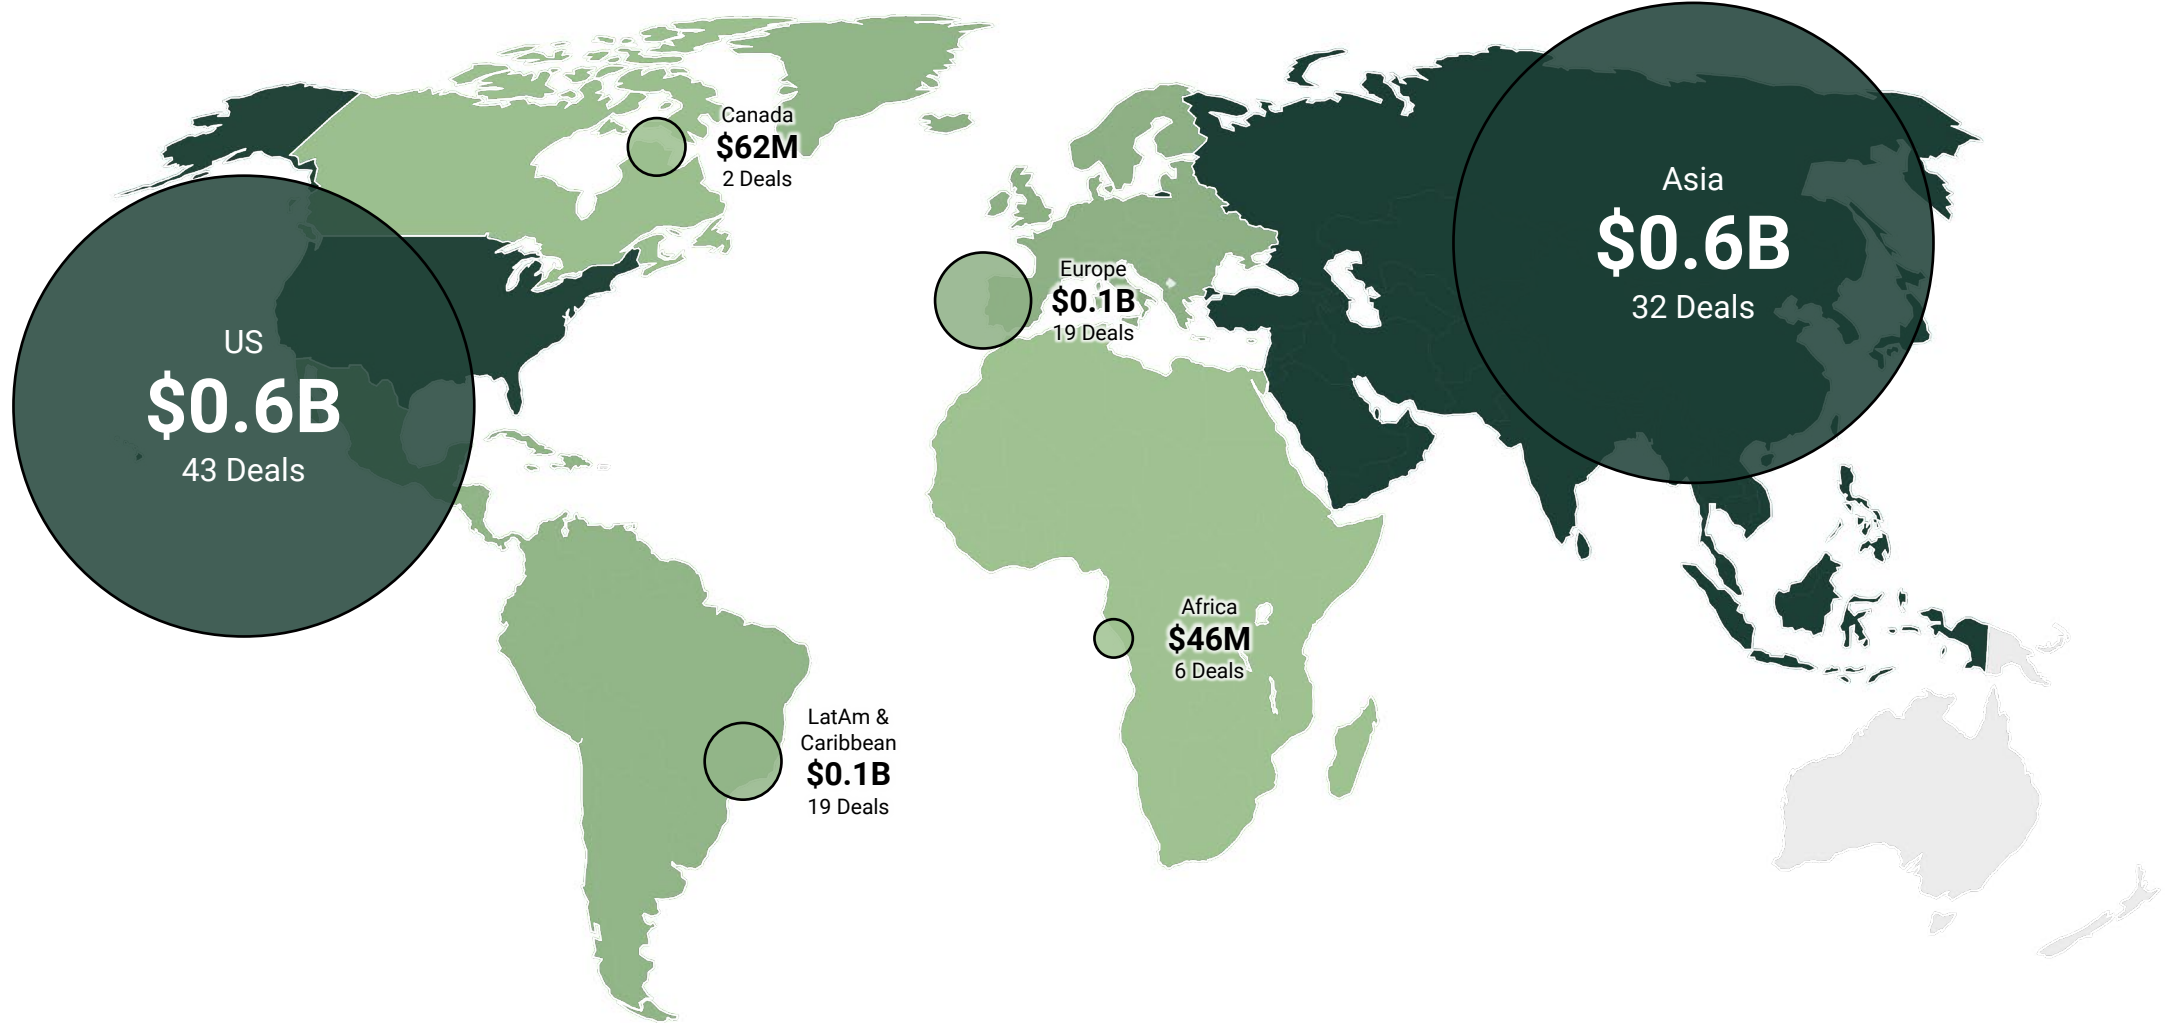 Canada
$62M
2 Deals
Asia
$0.6B
32 Deals
Europe
$0.1B
19 Deals
US
$0.6B
43 Deals
Africa
$46M
6 Deals
LatAm &
Caribbean
$0.1B
19 Deals